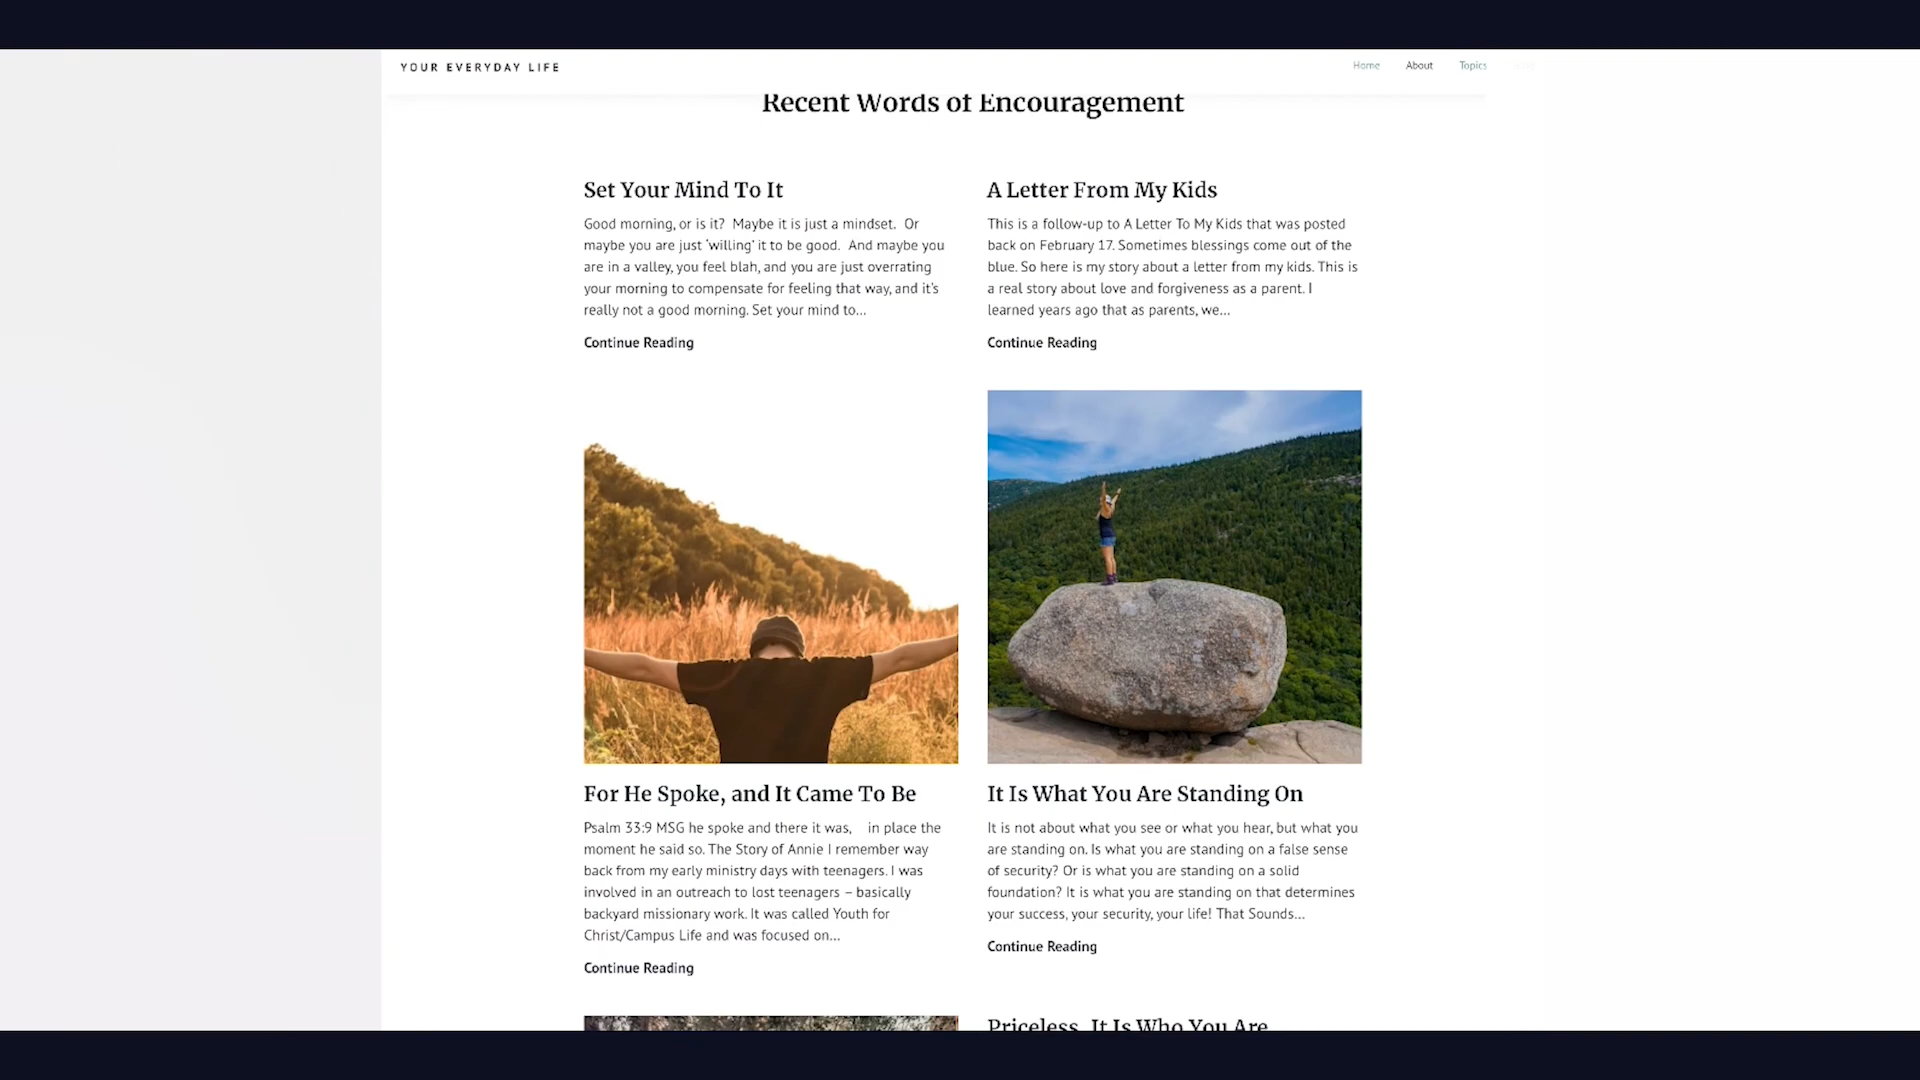 YOUR EVERYDAY LIFE
Home About Topics
Recent Words of Encouragement
Set Your Mind To It
Good morning, or is it?  Maybe it is just a mindset.  Or
maybe you are just ‘willing’ it to be good.  And maybe you
are in a valley, you feel blah, and you are just overrating
your morning to compensate for feeling that way, and it’s
really not a good morning. Set your mind to…
Continue Reading
A Letter From My Kids
This is a follow-up to A Letter To My Kids that was posted
back on February 17. Sometimes blessings come out of the
blue. So here is my story about a letter from my kids. This is
a real story about love and forgiveness as a parent. I
learned years ago that as parents, we…
Continue Reading
For He Spoke, and It Came To Be
Psalm 33:9 MSG he spoke and there it was,    in place the
moment he said so. The Story of Annie I remember way
back from my early ministry days with teenagers. I was
involved in an outreach to lost teenagers – basically
backyard missionary work. It was called Youth for
Christ/Campus Life and was focused on…
Continue Reading
It Is What You Are Standing On
It is not about what you see or what you hear, but what you
are standing on. Is what you are standing on a false sense
of security? Or is what you are standing on a solid
foundation? It is what you are standing on that determines
your success, your security, your life! That Sounds…
Continue Reading
Priceless, It Is Who You Are